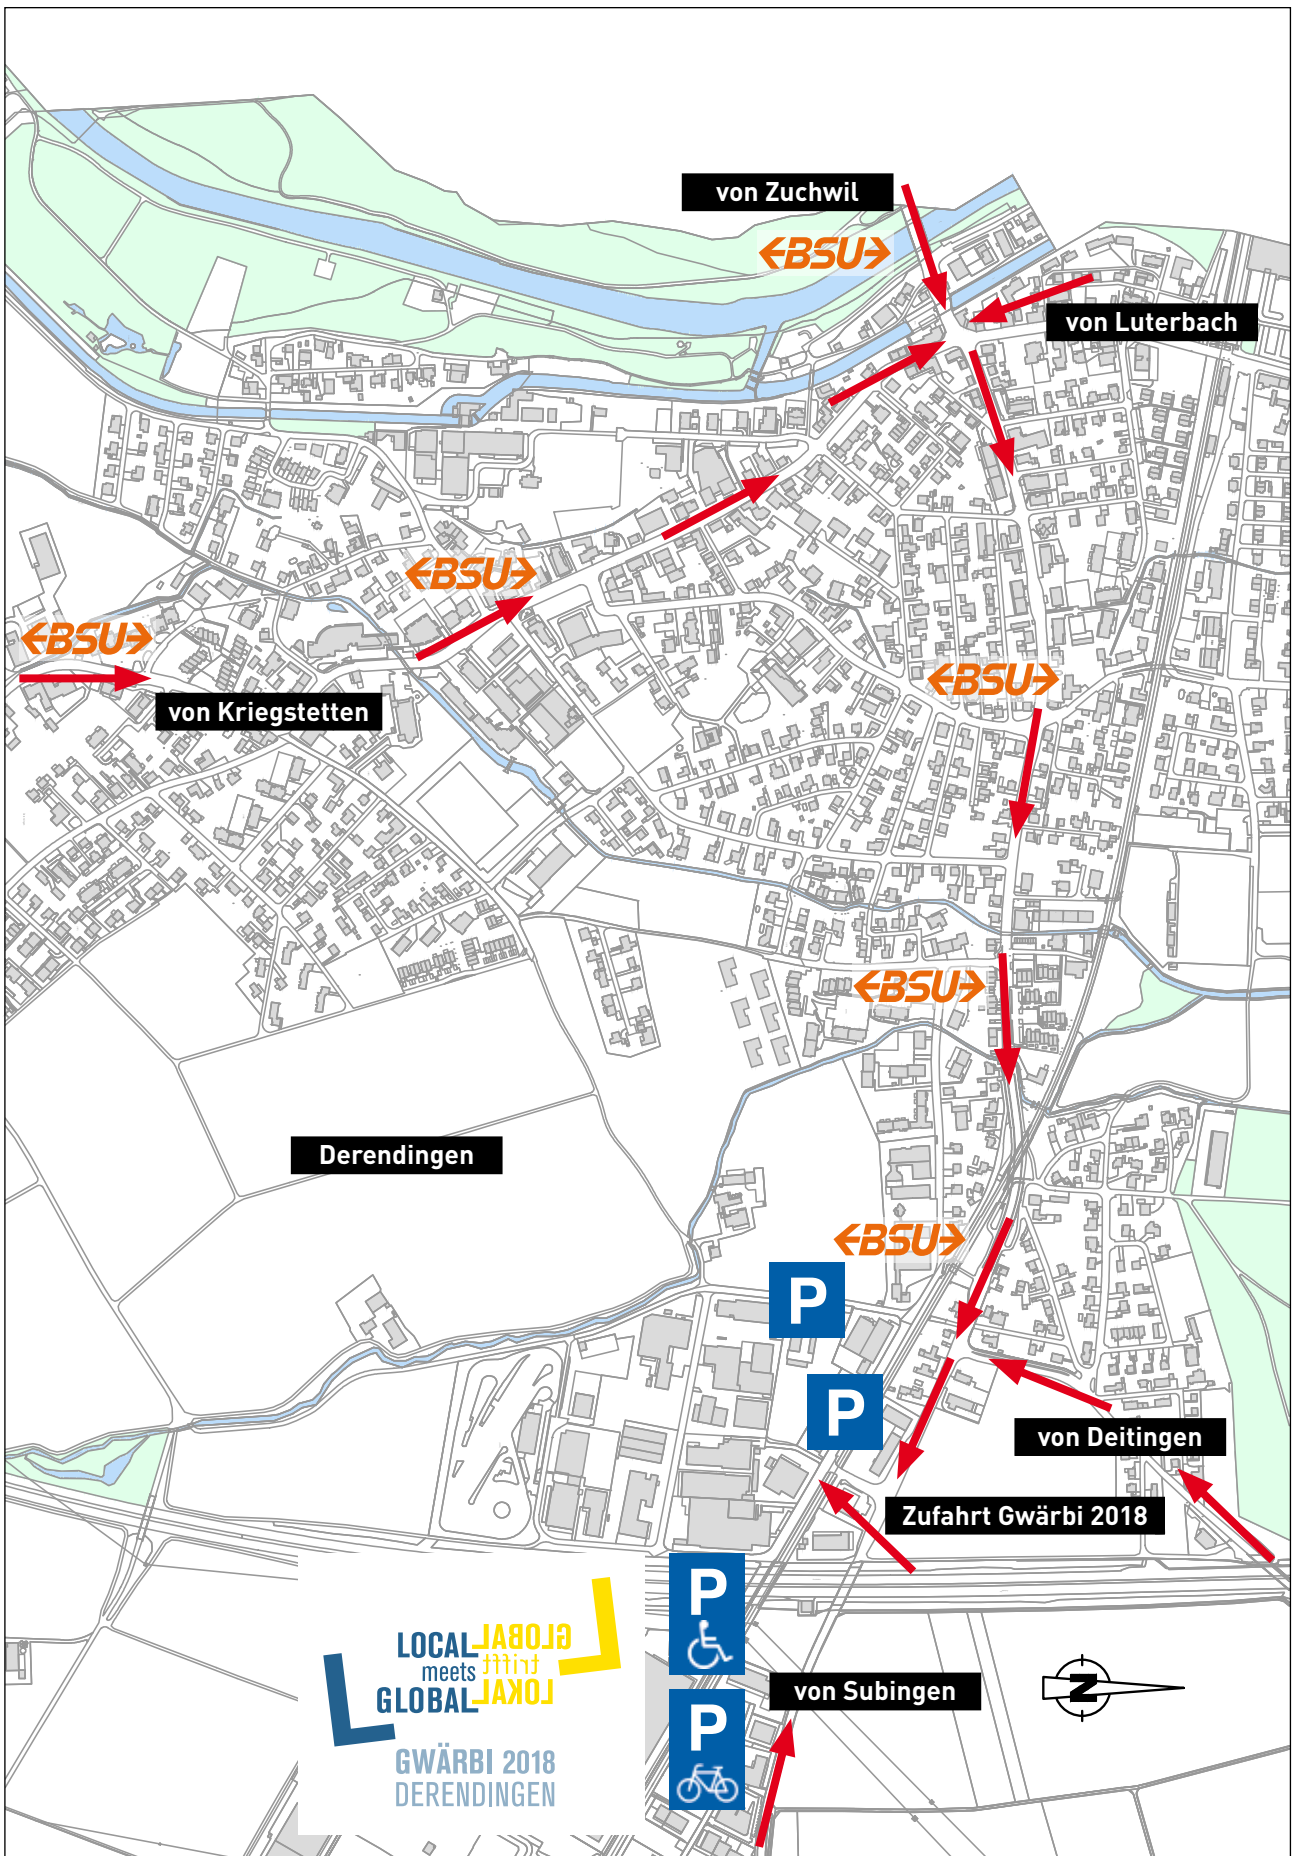 von Zuchwil
BSU
von Luterbach
BSU
BSU
von Kriegstetten
BSU
BSU
Derendingen
BSU
P
P
von Deitingen
Zufahrt Gwärbi 2018
P
LOCAL
meets
GLOBAL
GLOBAL
trifft
LOKAL
GWÄRBI 2018
DERENDINGEN
von Subingen
N
P